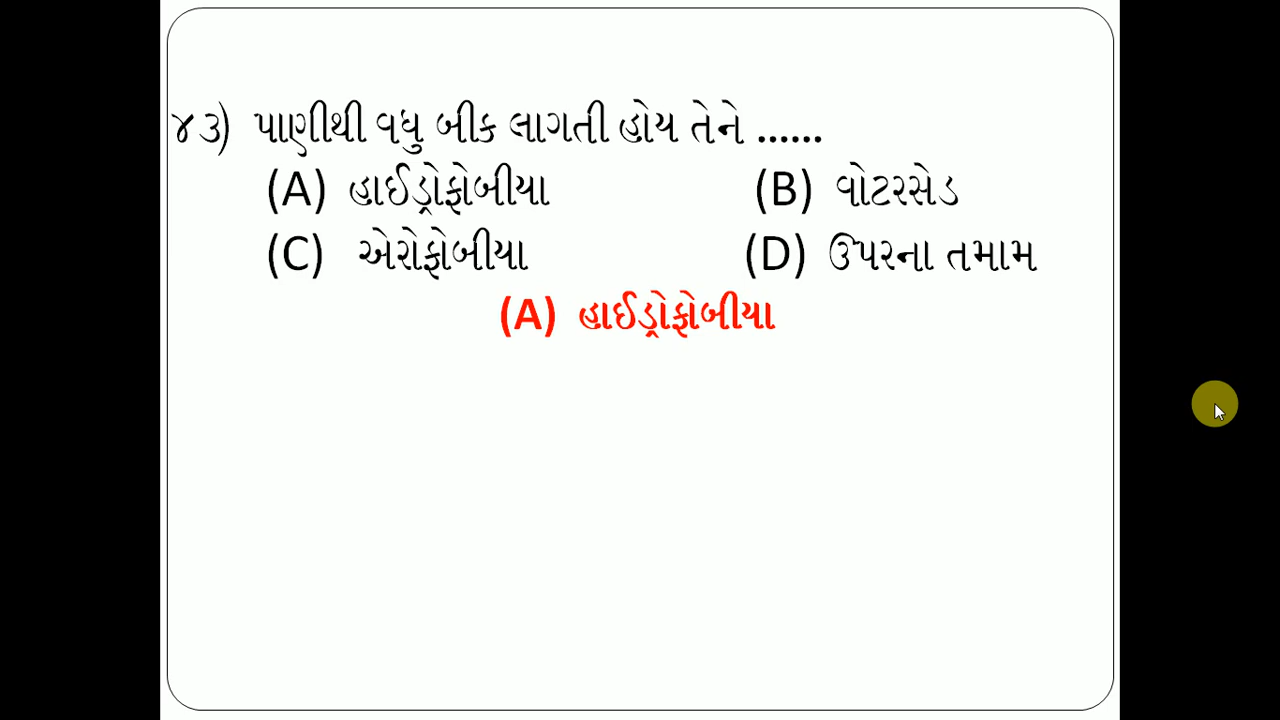 ૪૩) પાણીથી વધુ બીક લાગતી હોય તેને ......
(A) હાઈડ્રોફોબીયા (B) વોટરસેડ
(C) એરોફોબીયા (D) ઉપરના તમામ
(A) હાઈડ્રોફોબીયા